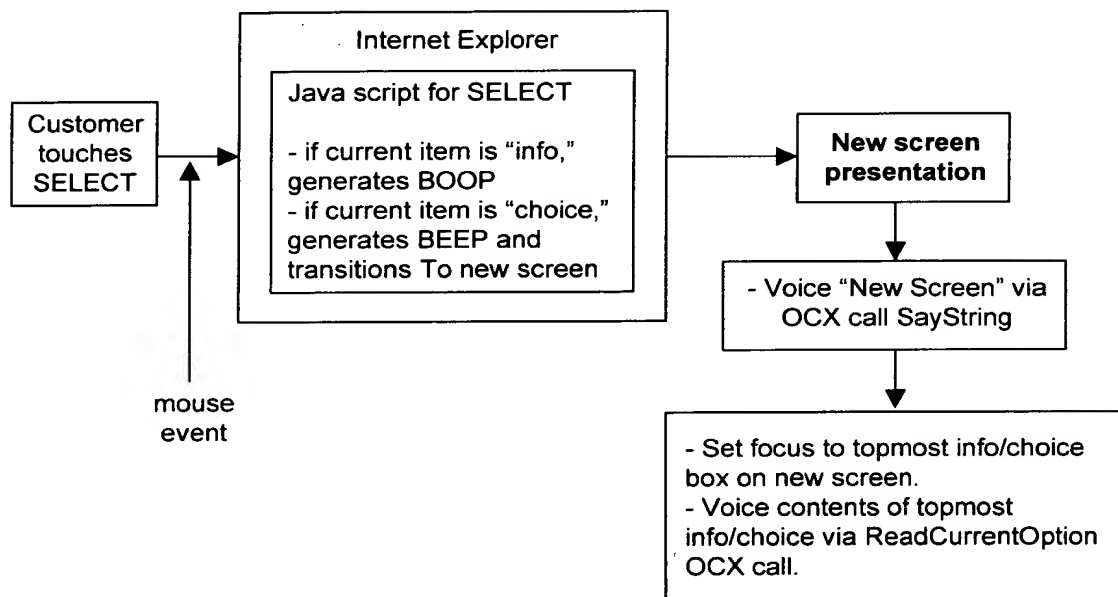 Internet Explorer
Customer
touches
SELECT
mouse
event
Java script for SELECT
- if current item is “info,”
generates BOOP
- if current item is “choice,”
generates BEEP and
transitions To new screen
New screen
presentation
- Voice “New Screen” via
OCX call SayString
- Set focus to topmost info/choice
box on new screen.
- Voice contents of topmost
info/choice via ReadCurrentOption
OCX call.